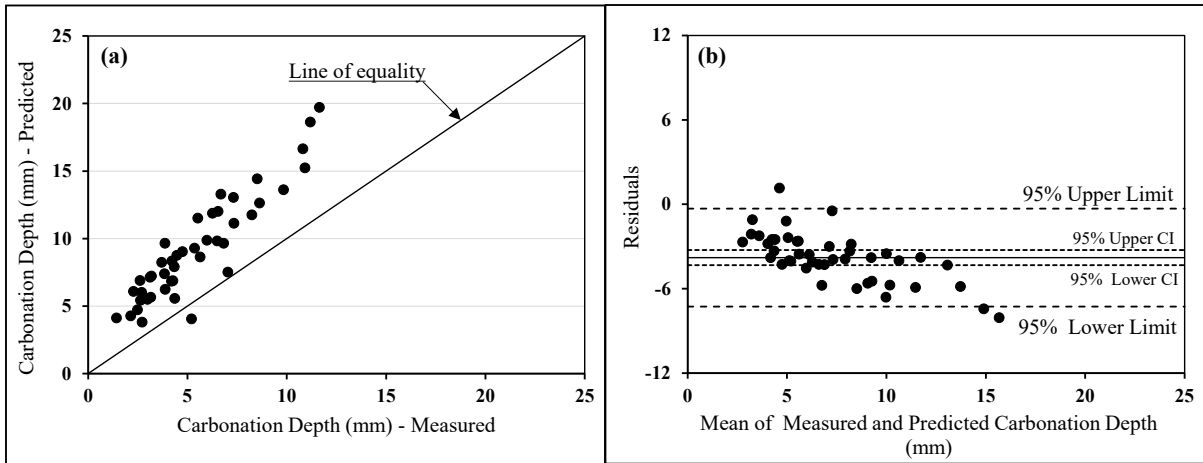 (a)
Line of equality
Carbonation Depth (mm) - Predicted
25
20
15
10
5
0
0 5 10 15 20 25
Carbonation Depth (mm) - Measured
(b)
Residuals
12
6
0
-6
-12
95% Upper Limit
95% Upper CI
95% Lower CI
95% Lower Limit
0 5 10 15 20 25
Mean of Measured and Predicted Carbonation Depth
(mm)